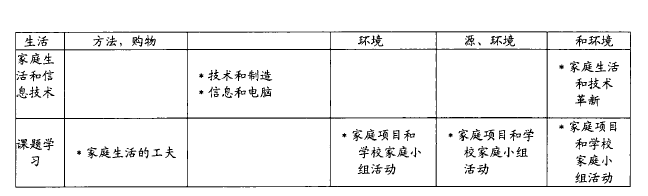 生活 方法，购物 环境 源、环境 和环境
家庭生
活和信
息技术
* 技术和制造
* 信息和电脑
* 家庭生活
和技术
革新
课题学
习
* 家庭生活的工夫
* 家庭项目和
学校家庭小
组活动
* 家庭项目和学
校家庭小组
活动
* 家庭项目
和学校
家庭小
组活动